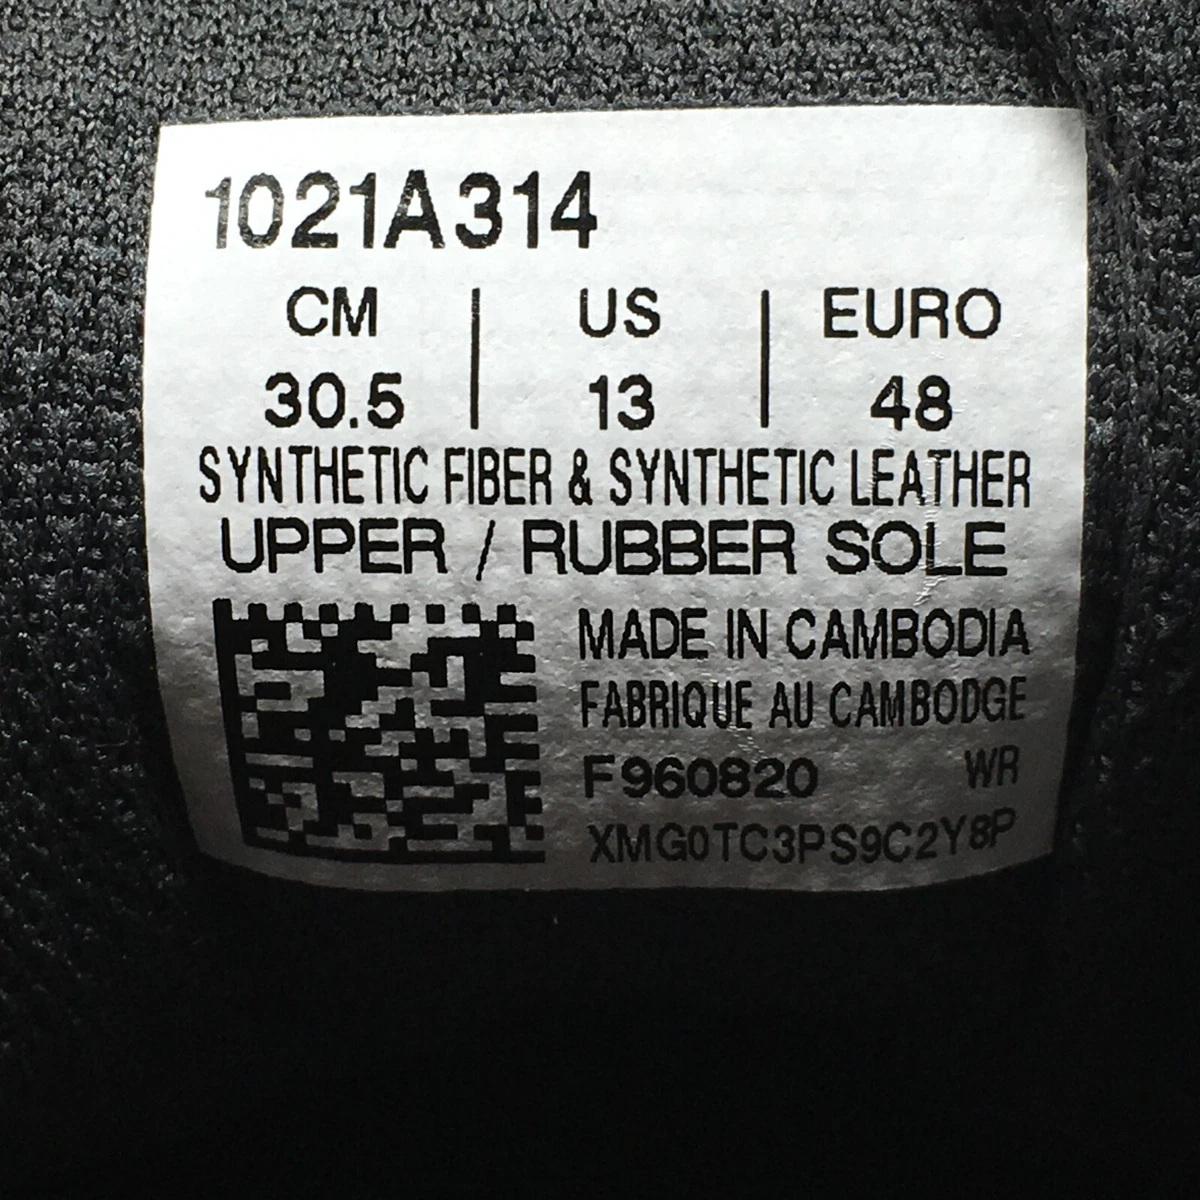 1021A314
CM | US | EURO
30.5 | 13 | 48
SYNTHETIC FIBER & SYNTHETIC LEATHER
UPPER / RUBBER SOLE
MADE IN CAMBODIA
FABRIQUE AU CAMBODGE
F960820 WR
XMG0TC3PS9C2Y8P